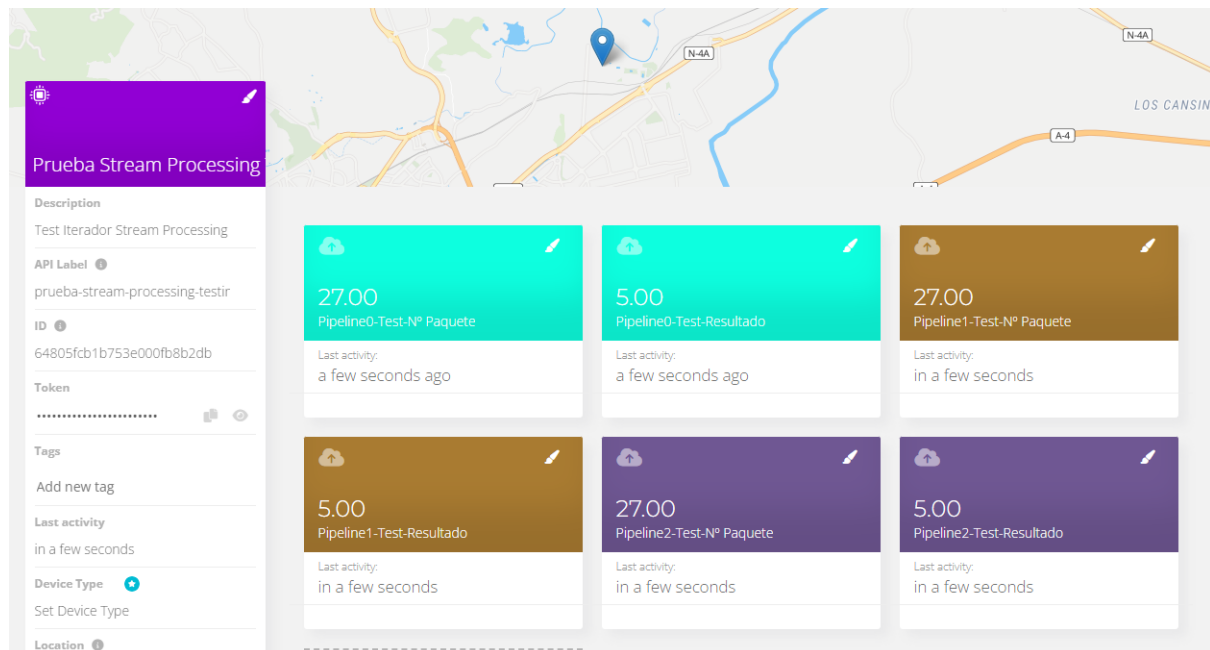 N-4A
N-4A
LOS CANSIN
A-4
Prueba Stream Processing
Description
Test Iterador Stream Processing
API Label
prueba-stream-processing-testir
ID
64805fcb1b753e000fb8b2db
Token
••••••••••••••••••••••••
Tags
Add new tag
Last activity
in a few seconds
Device Type
Set Device Type
Location
27.00
Pipeline0-Test-Nº Paquete
Last activity:
a few seconds ago
5.00
Pipeline0-Test-Resultado
Last activity:
a few seconds ago
27.00
Pipeline1-Test-Nº Paquete
Last activity:
in a few seconds
5.00
Pipeline1-Test-Resultado
Last activity:
in a few seconds
27.00
Pipeline2-Test-Nº Paquete
Last activity:
in a few seconds
5.00
Pipeline2-Test-Resultado
Last activity:
in a few seconds